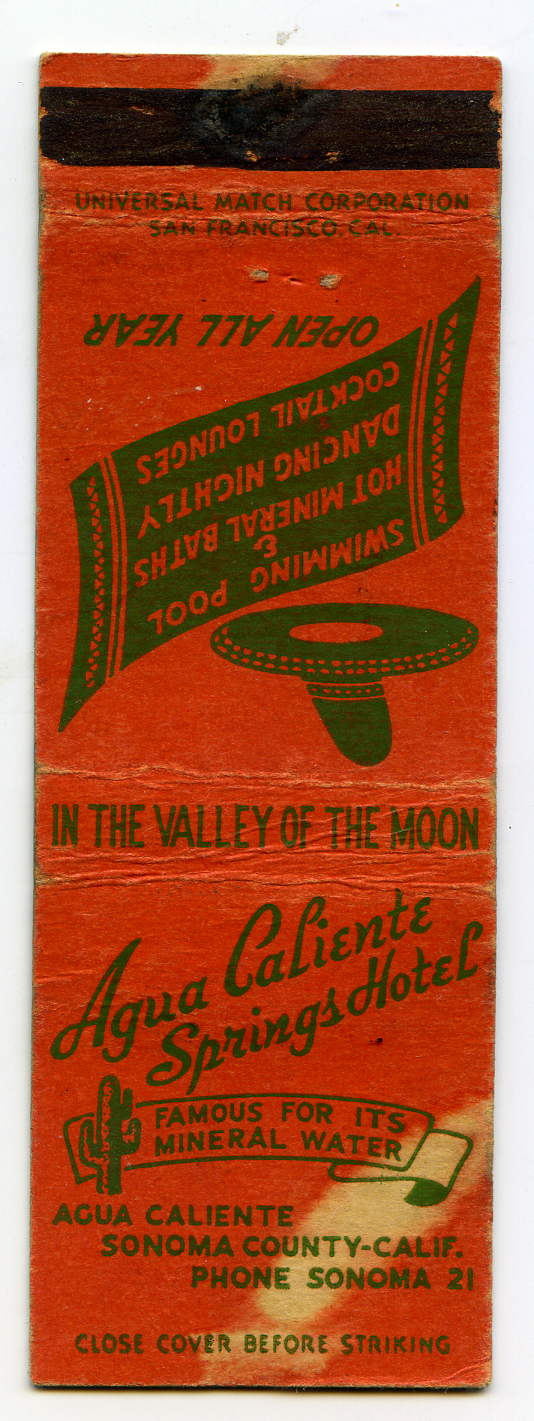 UNIVERSAL MATCH CORPORATION
SAN FRANCISCO, CAL.
SWIMMING POOL
&
HOT MINERAL BATHS
DANCING NIGHTLY
COCKTAIL LOUNGES
OPEN ALL YEAR
IN THE VALLEY OF THE MOON
Agua Caliente
Springs Hotel
FAMOUS FOR ITS
MINERAL WATER
AGUA CALIENTE
SONOMA COUNTY-CALIF.
PHONE SONOMA 21
CLOSE COVER BEFORE STRIKING